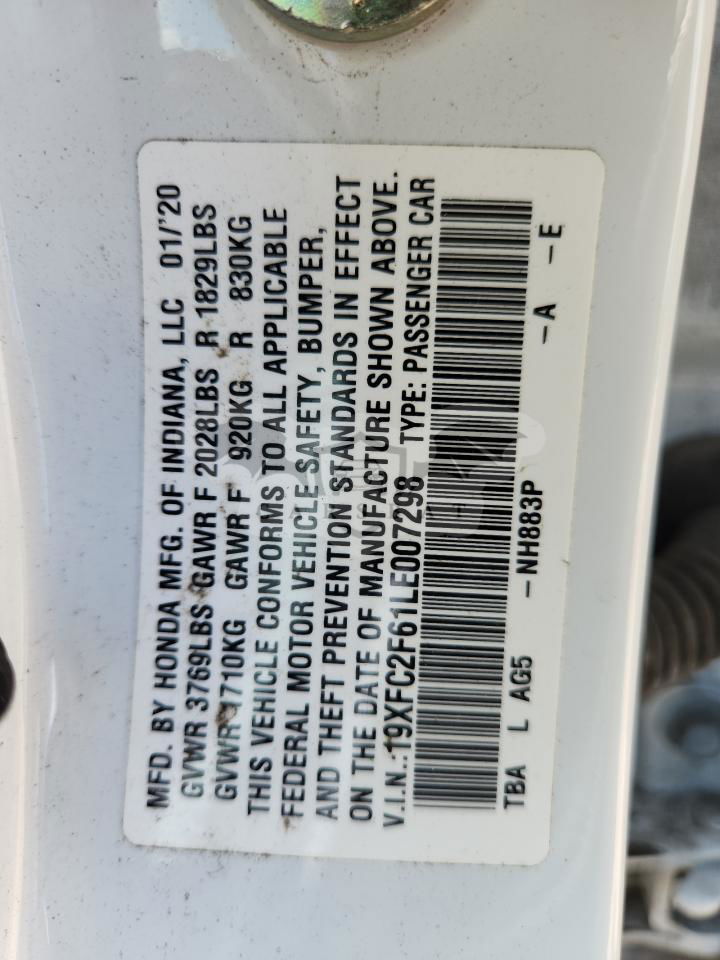 MFD. BY HONDA MFG. OF INDIANA, LLC 01/"20
GVWR 3769LBS GAWR F 2028LBS R 1829LBS
GVWR 1710KG GAWR F 920KG R 830KG
THIS VEHICLE CONFORMS TO ALL APPLICABLE
FEDERAL MOTOR VEHICLE SAFETY, BUMPER,
AND THEFT PREVENTION STANDARDS IN EFFECT
ON THE DATE OF MANUFACTURE SHOWN ABOVE.
V.I.N.:19XFC2F61LE007298 TYPE: PASSENGER CAR
TBA L AG5 -NH883P -A -E